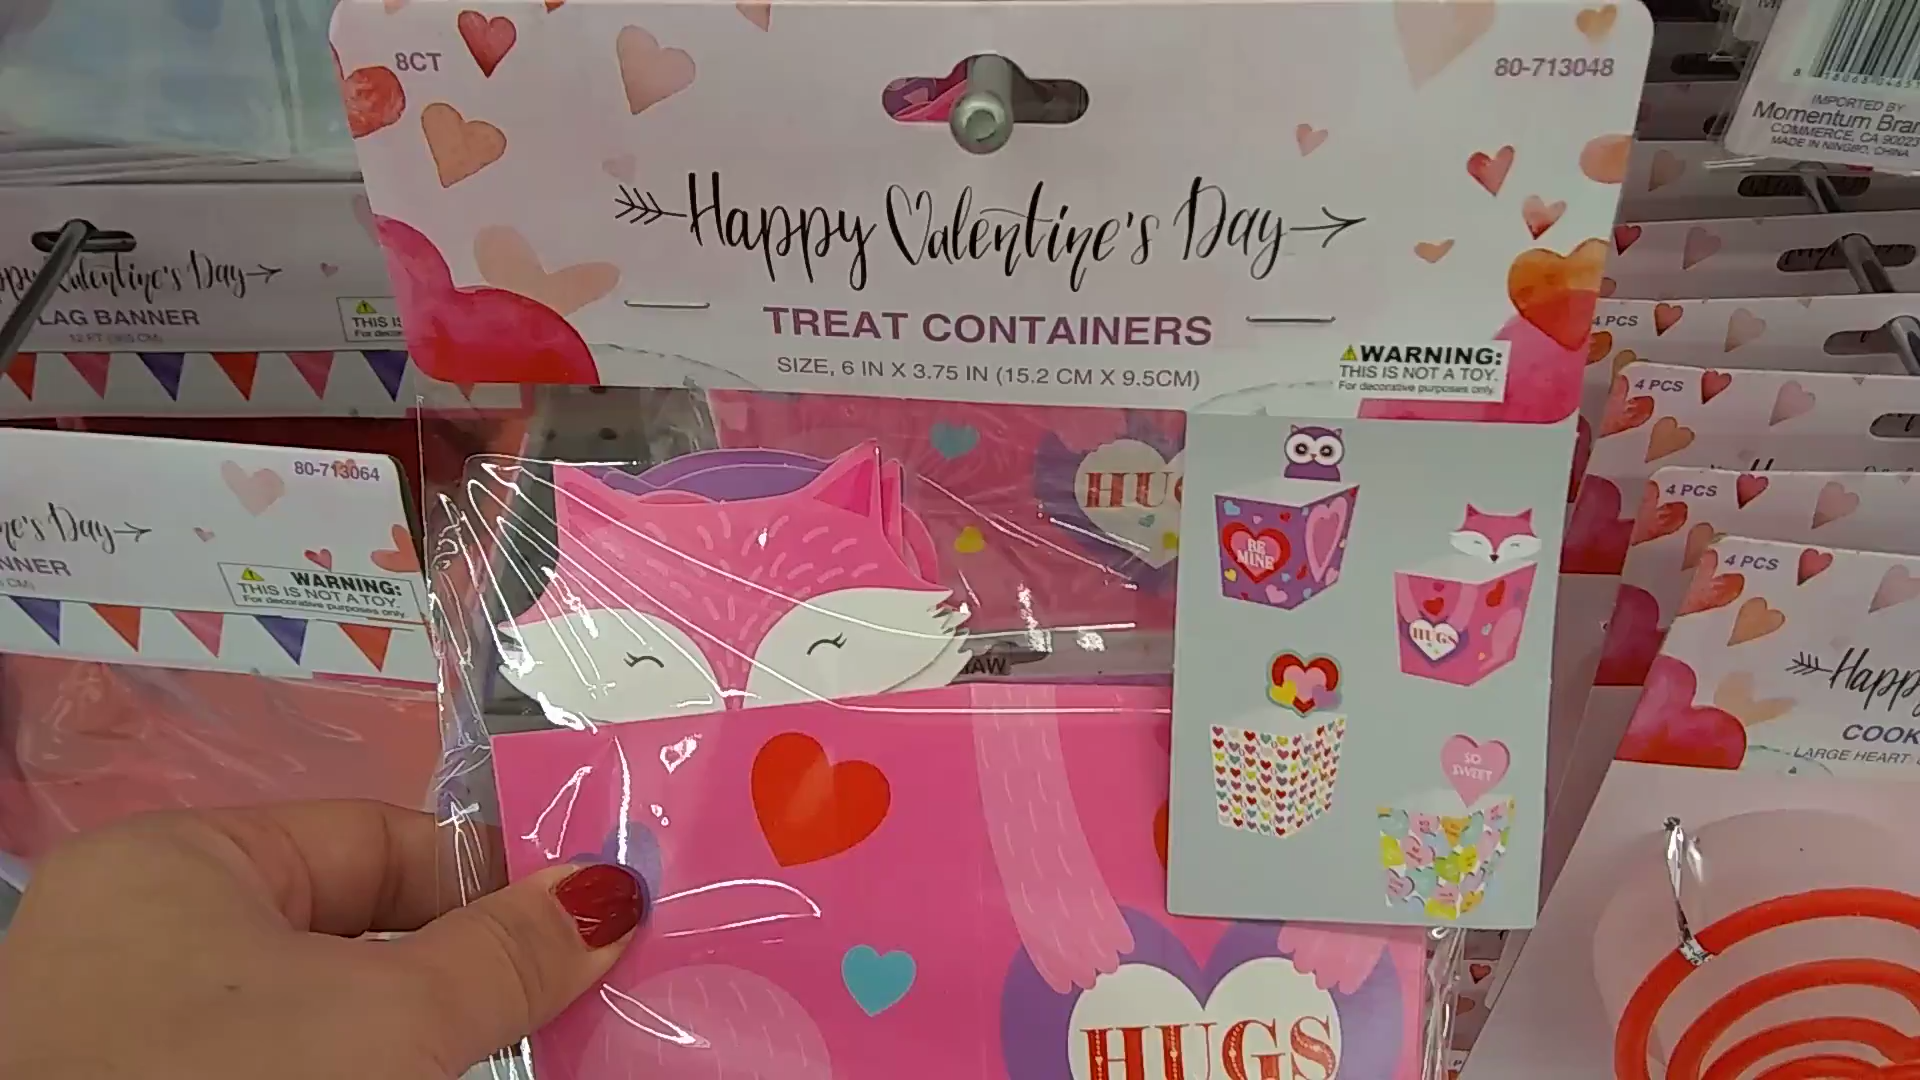 8CT
80-713048
Happy Valentine's Day
TREAT CONTAINERS
SIZE, 6 IN X 3.75 IN (15.2 CM X 9.5CM)
WARNING:
THIS IS NOT A TOY.
For decorative purposes only.
HUGS
BE
MINE
HUGS
SO
SWEET
IMPORTED BY
Momentum Bran
COMMERCE, CA 90023
MADE IN NINGBO, CHINA
Valentine's Day
LAG BANNER
THIS IS
80-713064
ne's Day
NNER
WARNING:
THIS IS NOT A TOY.
For decorative purposes only.
4 PCS
4 PCS
4 PCS
4 PCS
Happy
COOK
LARGE HEART